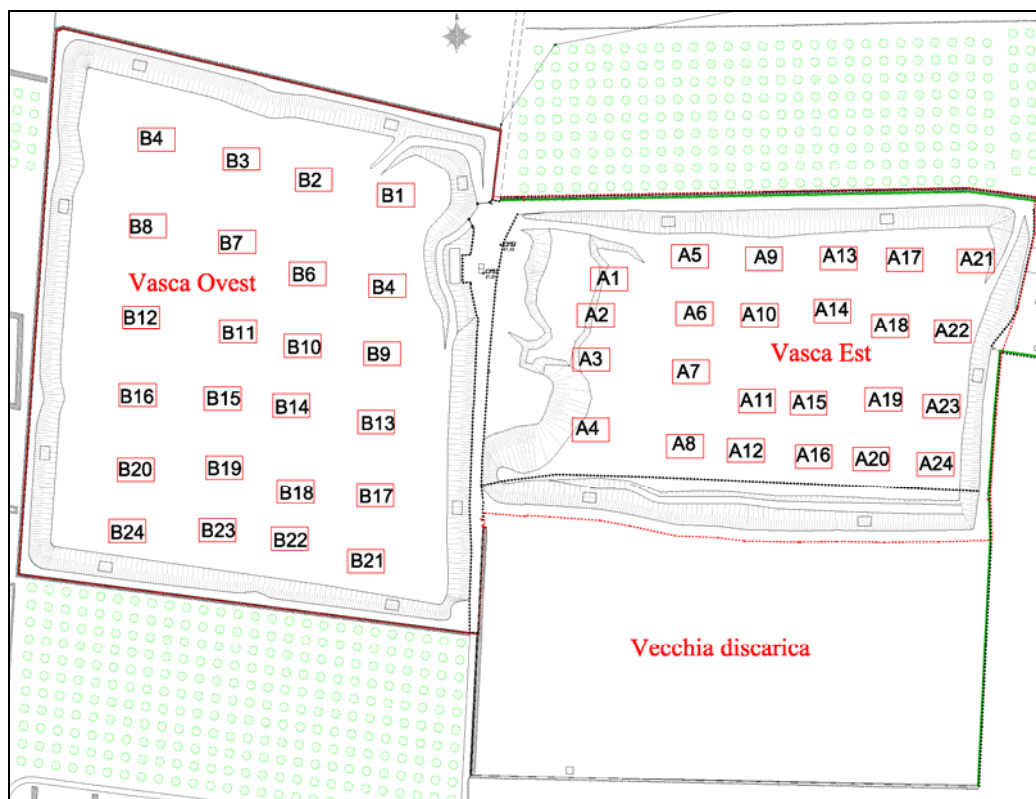 B4
B3
B2
B1
B8
B7
B6
B4
Vasca Ovest
B12
B11
B10
B9
B16
B15
B14
B13
B20
B19
B18
B17
B24
B23
B22
B21
A1
A5
A9
A13
A17
A21
A2
A6
A10
A14
A18
A22
Vasca Est
A3
A7
A11
A15
A19
A23
A4
A8
A12
A16
A20
A24
Vecchia discarica